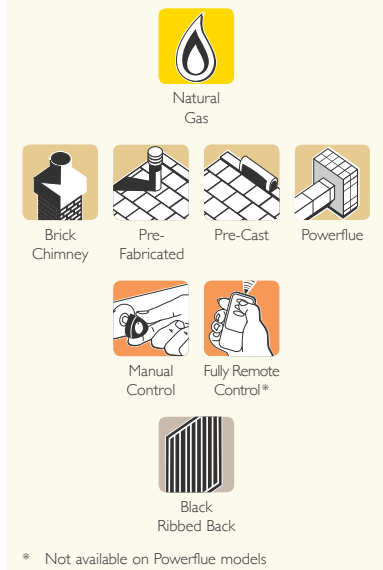 Natural
Gas
Brick
Chimney
Pre-
Fabricated
Pre-Cast
Powerflue
Manual
Control
Fully Remote
Control*
Black
Ribbed Back
* Not available on Powerflue models